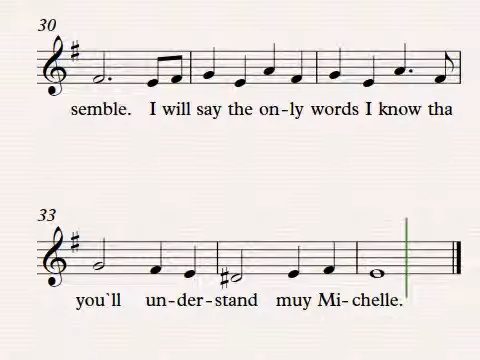 30
semble. I will say the on-ly words I know tha
33
you`ll un-der-stand muy Mi-chelle.